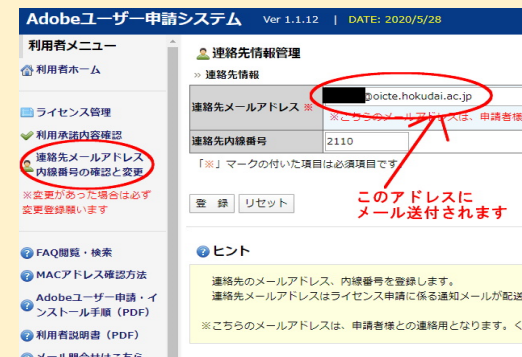 Adobeユーザー申請システム Ver 1.1.12 | DATE: 2020/5/28
利用者メニュー
利用者ホーム
ライセンス管理
利用承諾内容確認
連絡先メールアドレス
内線番号の確認と変更
※変更があった場合は必ず
変更登録願います
FAQ閲覧・検索
MACアドレス確認方法
Adobeユーザー申請・イ
ンストール手順（PDF）
利用者説明書（PDF）
メール問合せはこちら
連絡先情報管理
» 連絡先情報
連絡先メールアドレス ※
@oicte.hokudai.ac.jp
※こちらのメールアドレスは、申請者様
連絡先内線番号
2110
「※」マークの付いた項目は必須項目です
登 録 リセット
このアドレスに
メール送付されます
ヒント
連絡先のメールアドレス、内線番号を登録します。
連絡先メールアドレスはライセンス申請に係る通知メールが配送
※こちらのメールアドレスは、申請者様との連絡用となります。く